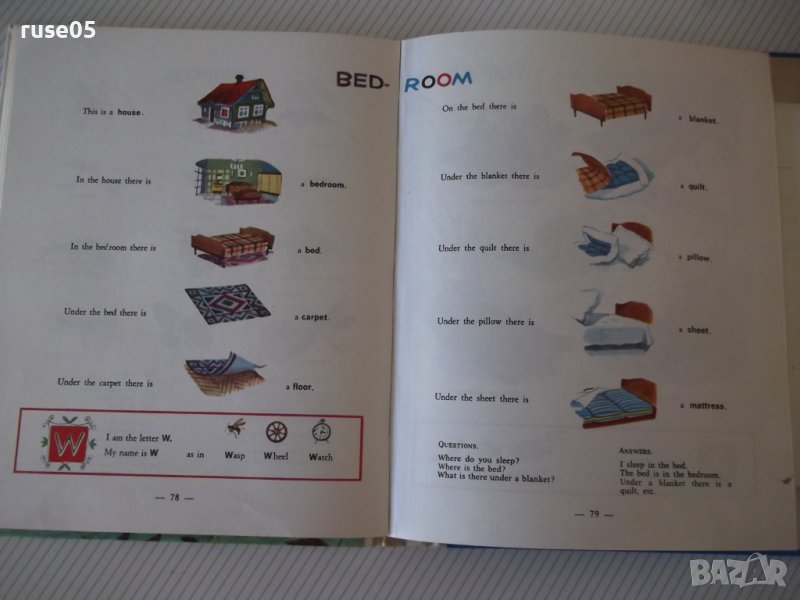 ruse05
BED-ROOM
This is a house.
In the house there is a bedroom.
In the bedroom there is a bed.
Under the bed there is a carpet.
Under the carpet there is a floor.
W
I am the letter W.
My name is W as in Wasp Wheel Watch
— 78 —
On the bed there is a blanket.
Under the blanket there is a quilt.
Under the quilt there is a pillow.
Under the pillow there is a sheet.
Under the sheet there is a mattress.
QUESTIONS.
Where do you sleep?
Where is the bed?
What is there under a blanket?
ANSWERS.
I sleep in the bed.
The bed is in the bedroom.
Under a blanket there is a
quilt, etc.
— 79 —
BAZAR